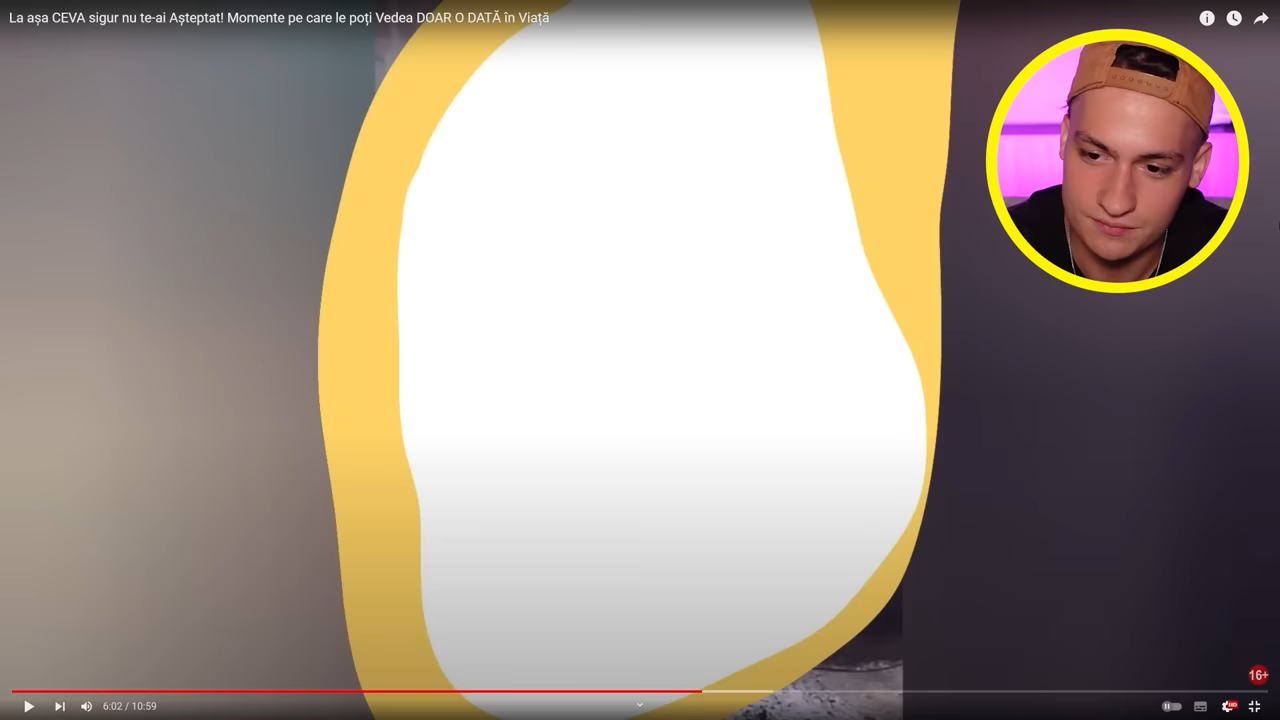 La așa CEVA sigur nu te-ai Așteptat! Momente pe care le poți Vedea DOAR O DATĂ în Viață
16+
6:02 / 10:59
HD